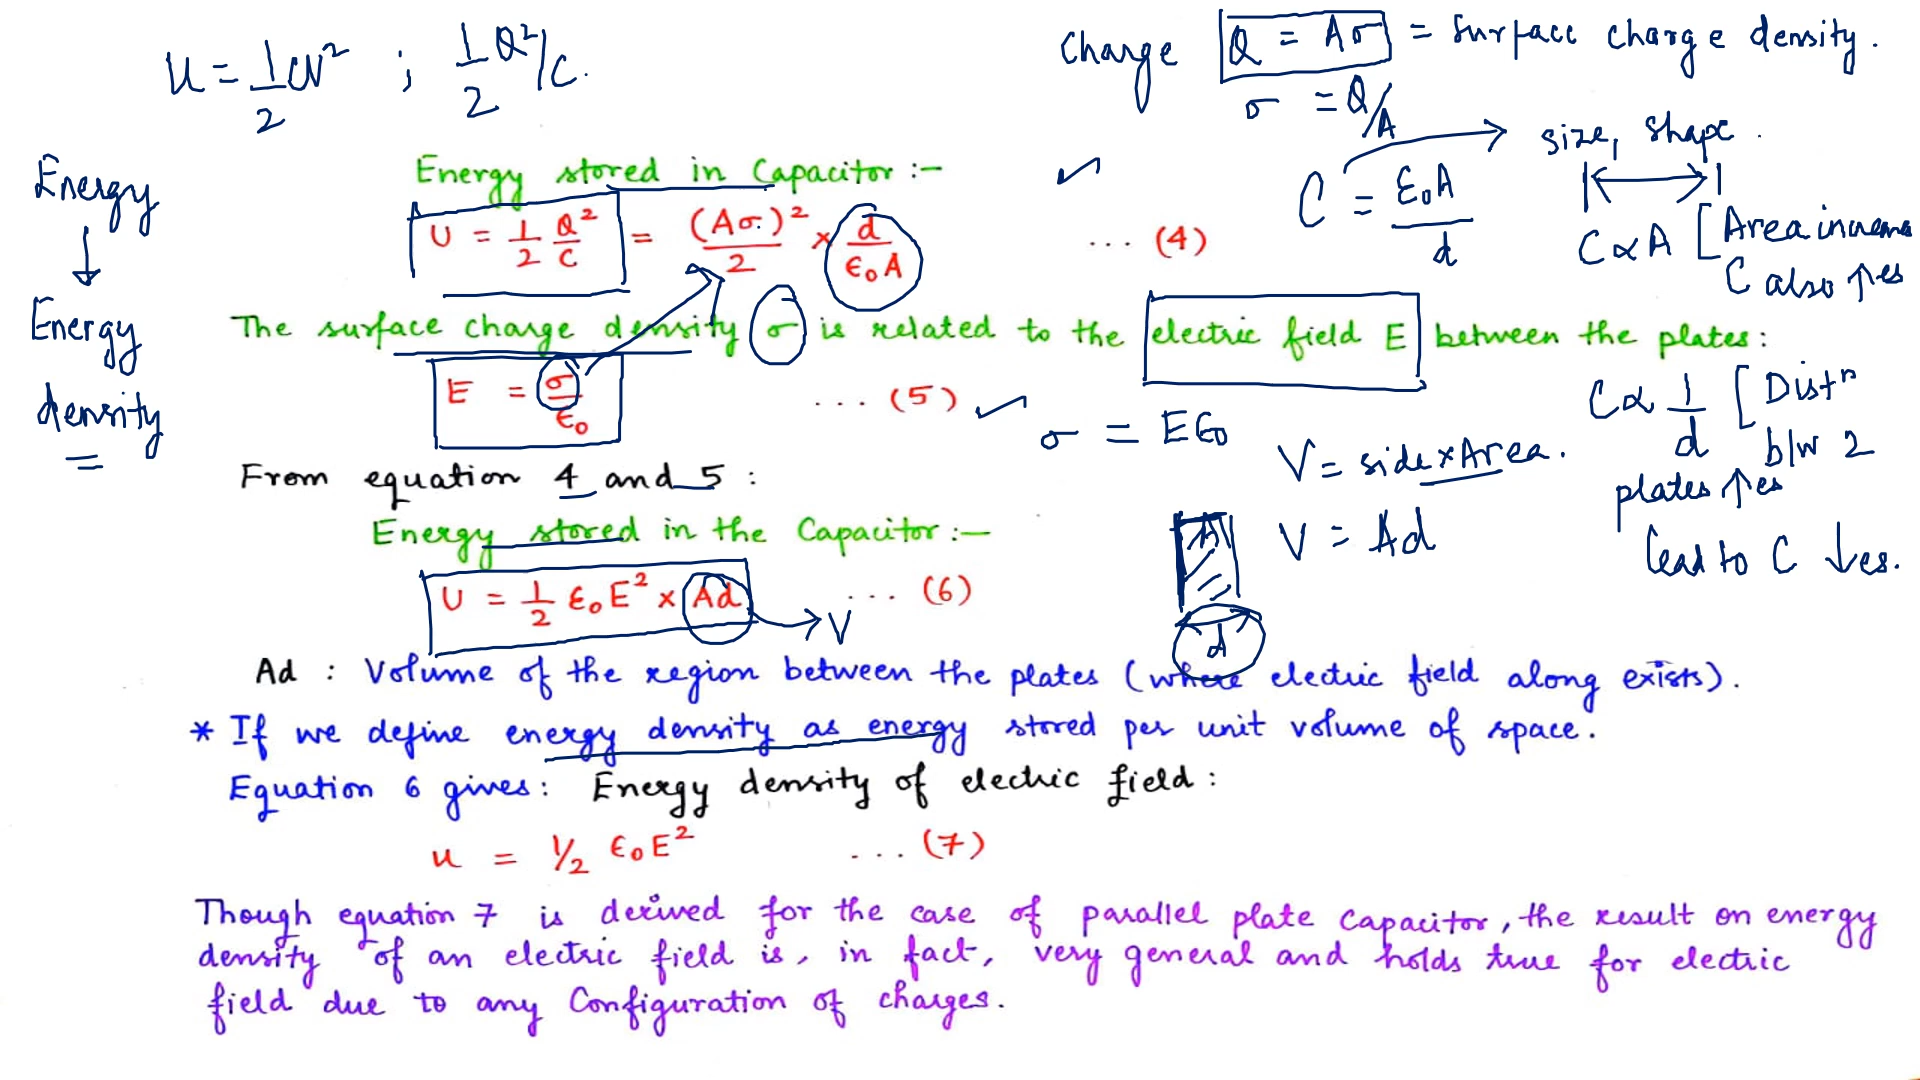 U = 1/2 CV² ; 1/2 Q²/C.
Charge Q = Aσ = Surface charge density.
σ = Q/A
size, shape.
C = ε₀A/d
C ∝ A [Area increases
C also ↑es
Energy
↓
Energy
density
Energy stored in Capacitor :-
U = 1/2 Q²/C = (Aσ)²/2 × d/ε₀A ... (4)
The surface charge density σ is related to the electric field E between the plates:
E = σ/ε₀ ... (5)
σ = Eε₀
V = side×Area.
V = Ad
A
d
C ∝ 1/d [Distⁿ
b/w 2
plates ↑es
lead to C ↓es.
From equation 4 and 5 :
Energy stored in the Capacitor :-
U = 1/2 ε₀E² × Ad ... (6)
V
Ad : Volume of the region between the plates (where electric field along exists).
* If we define energy density as energy stored per unit volume of space.
Equation 6 gives: Energy density of electric field :
u = 1/2 ε₀E² ... (7)
Though equation 7 is derived for the case of parallel plate capacitor, the result on energy
density of an electric field is, in fact, very general and holds true for electric
field due to any Configuration of charges.